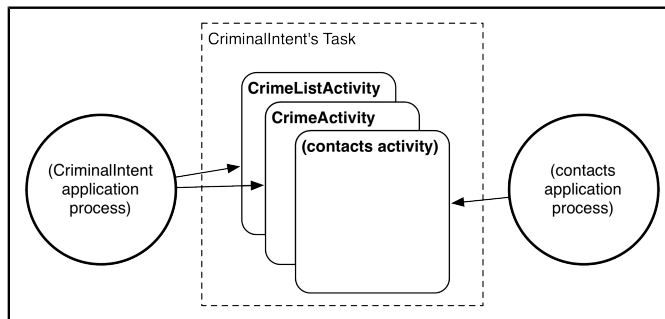 CriminalIntent's Task
CrimeListActivity
CrimeActivity
(contacts activity)
(CriminalIntent
application
process)
(contacts
application
process)